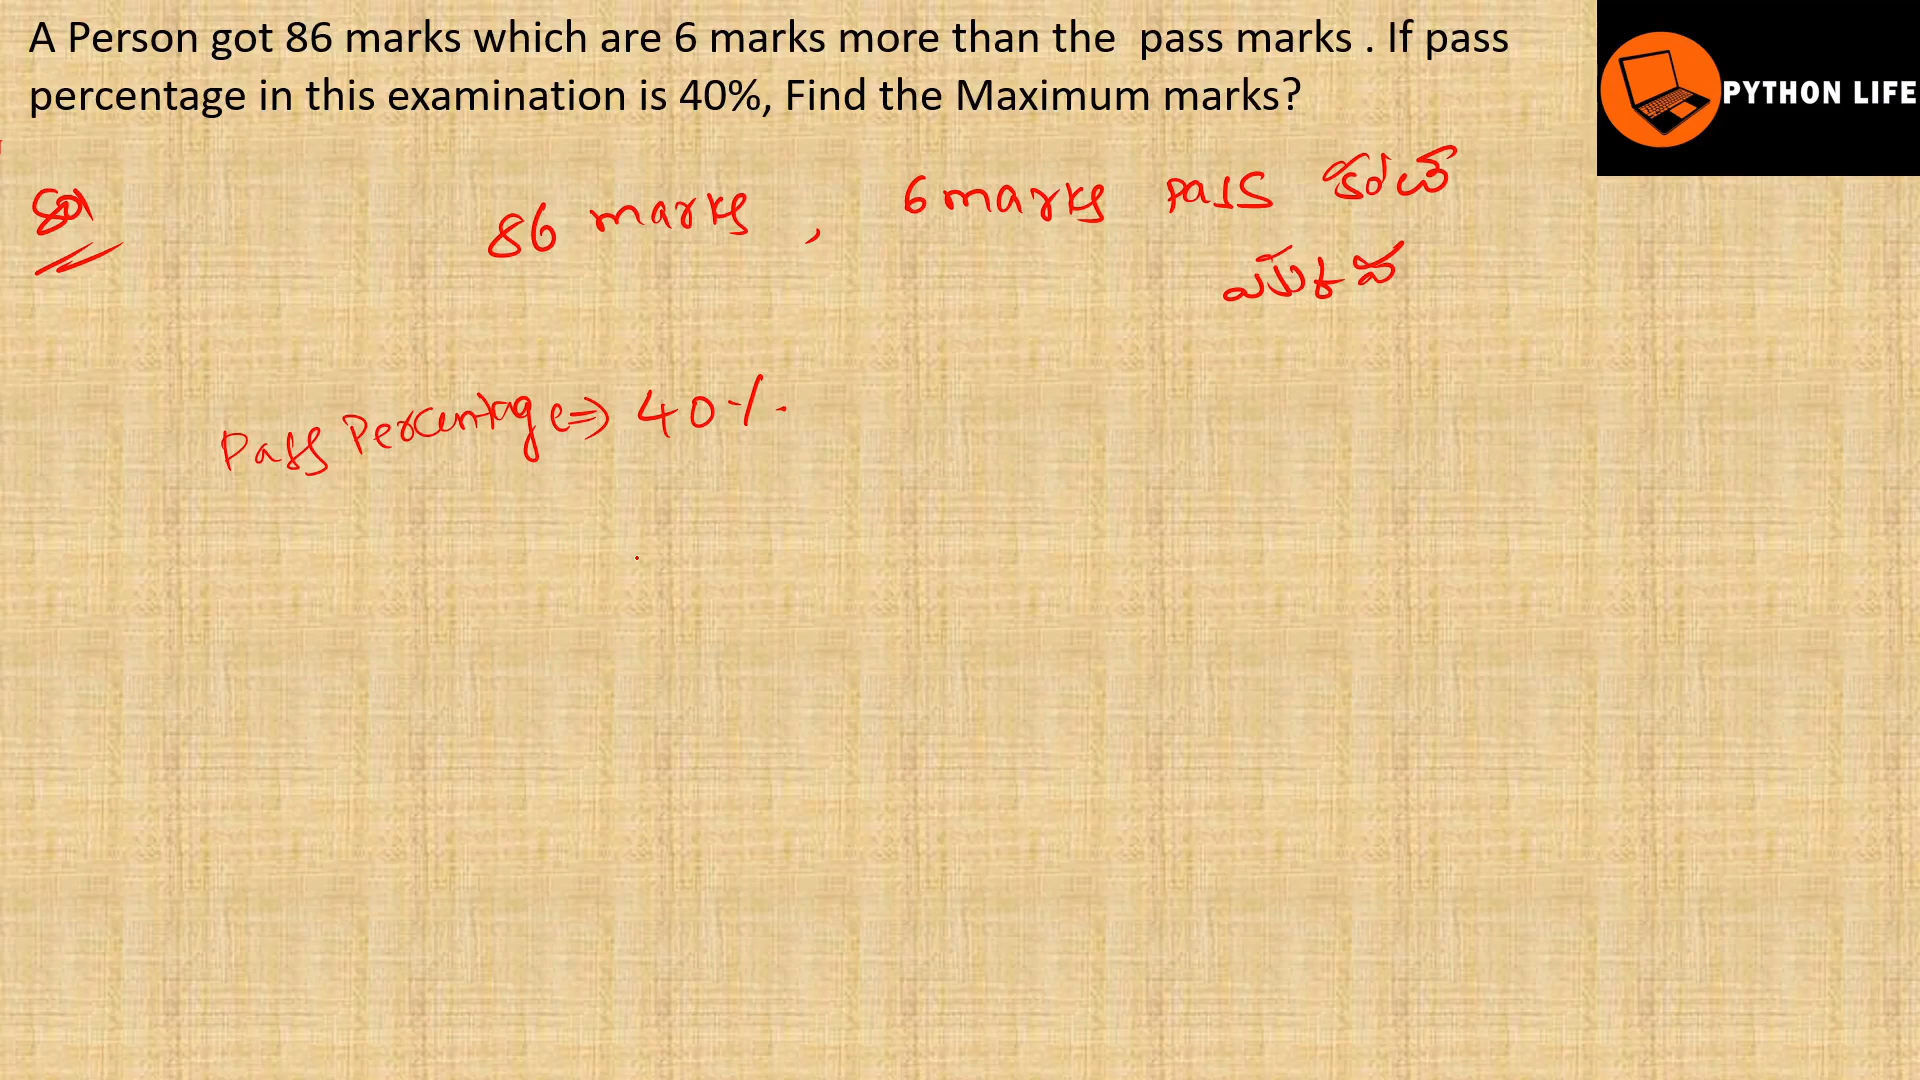 A Person got 86 marks which are 6 marks more than the pass marks . If pass
percentage in this examination is 40%, Find the Maximum marks?
PYTHON LIFE
Sol
86 marks , 6 marks pass కంటే
Pass Percentage => 40%.